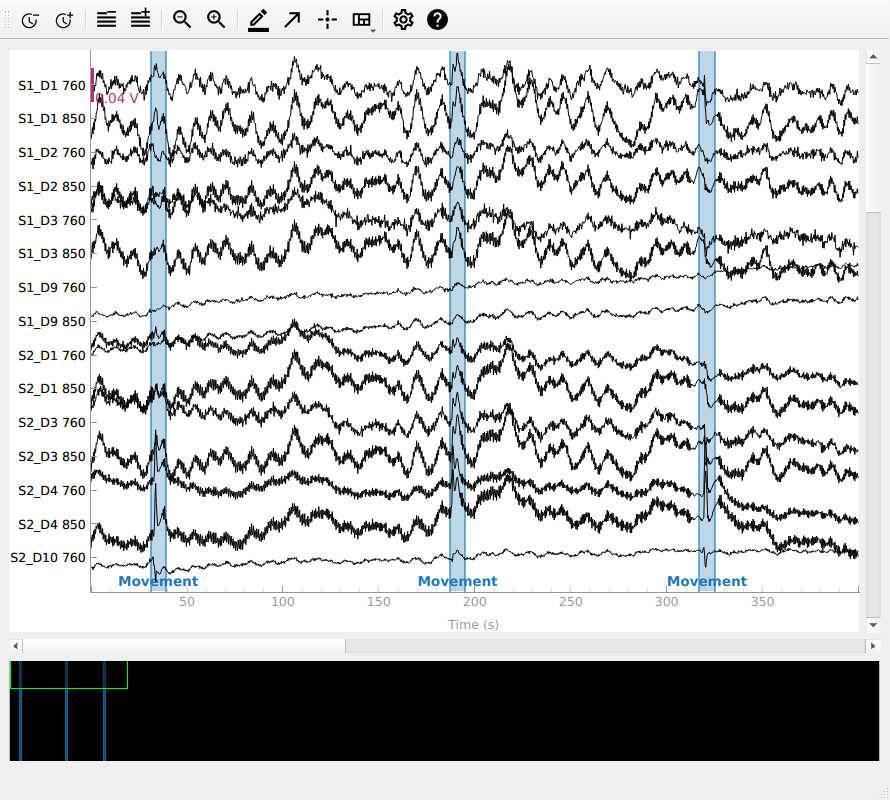 S1_D1 760
0.04 V
S1_D1 850
S1_D2 760
S1_D2 850
S1_D3 760
S1_D3 850
S1_D9 760
S1_D9 850
S2_D1 760
S2_D1 850
S2_D3 760
S2_D3 850
S2_D4 760
S2_D4 850
S2_D10 760
Movement Movement Movement
50 100 150 200 250 300 350
Time (s)